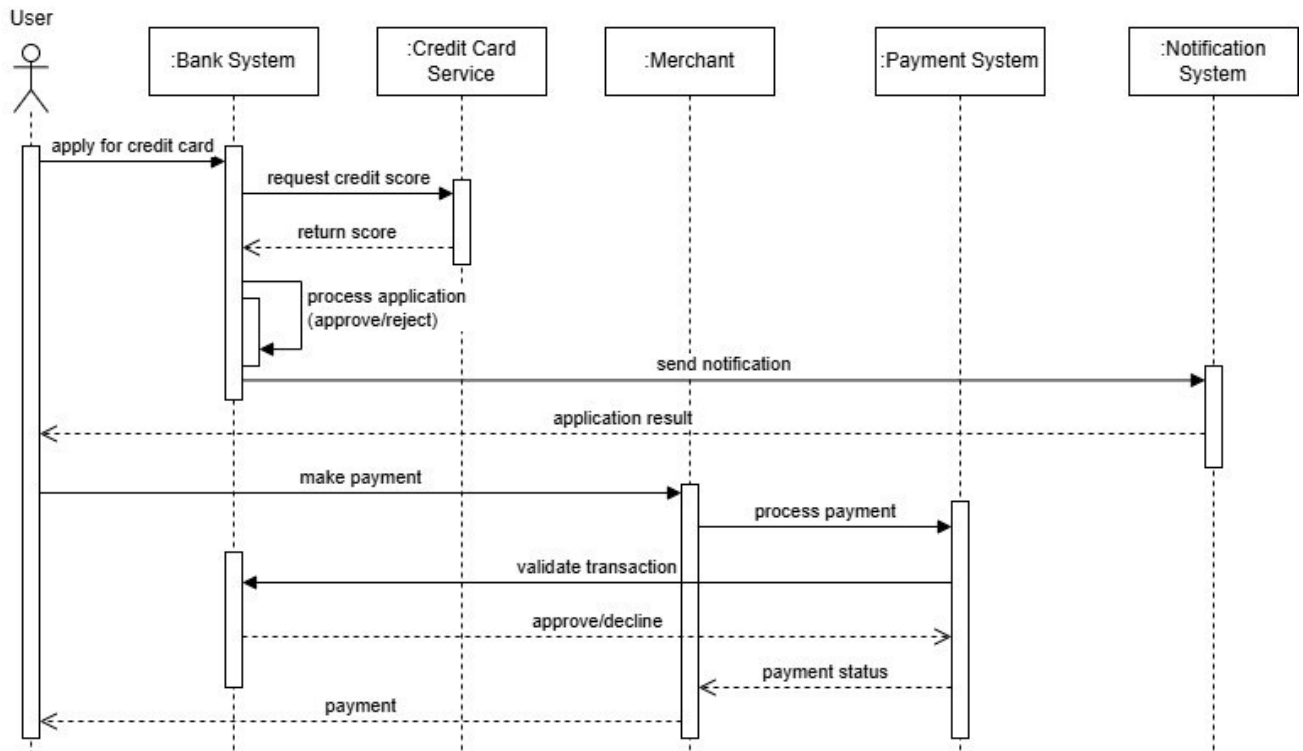 User
:Bank System
:Credit Card
Service
:Merchant
:Payment System
:Notification
System
apply for credit card
request credit score
return score
process application
(approve/reject)
send notification
application result
make payment
process payment
validate transaction
approve/decline
payment status
payment